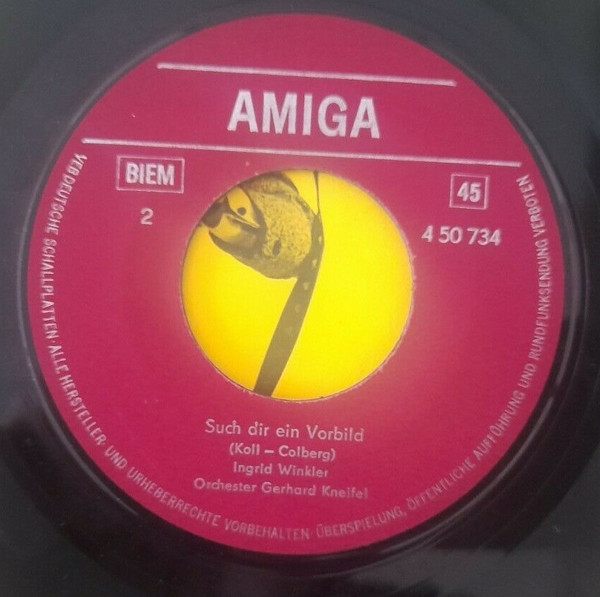 AMIGA
BIEM
45
2
4 50 734
Such dir ein Vorbild
(Koll – Colberg)
Ingrid Winkler
Orchester Gerhard Kneifel
VEB DEUTSCHE SCHALLPLATTEN · ALLE HERSTELLER- UND URHEBERRECHTE VORBEHALTEN · ÜBERSPIELUNG, ÖFFENTLICHE AUFFÜHRUNG UND RUNDFUNKSENDUNG VERBOTEN